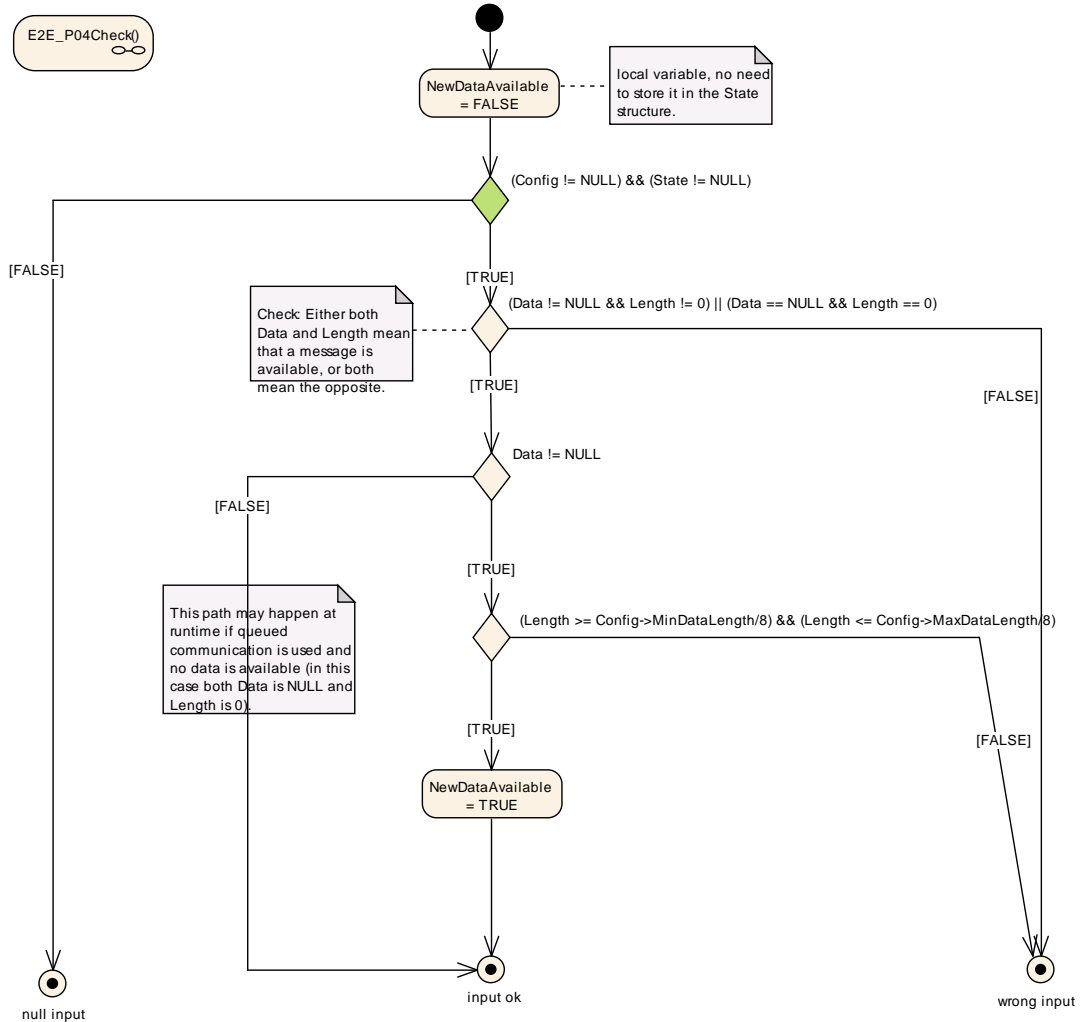 E2E_P04Check()
NewDataAvailable
= FALSE
local variable, no need
to store it in the State
structure.
(Config != NULL) && (State != NULL)
[FALSE]
[TRUE]
(Data != NULL && Length != 0) || (Data == NULL && Length == 0)
Check: Either both
Data and Length mean
that a message is
available, or both
mean the opposite.
[TRUE]
[FALSE]
Data != NULL
[FALSE]
[TRUE]
This path may happen at
runtime if queued
communication is used and
no data is available (in this
case both Data is NULL and
Length is 0).
(Length >= Config->MinDataLength/8) && (Length <= Config->MaxDataLength/8)
[TRUE]
[FALSE]
NewDataAvailable
= TRUE
null input
input ok
wrong input